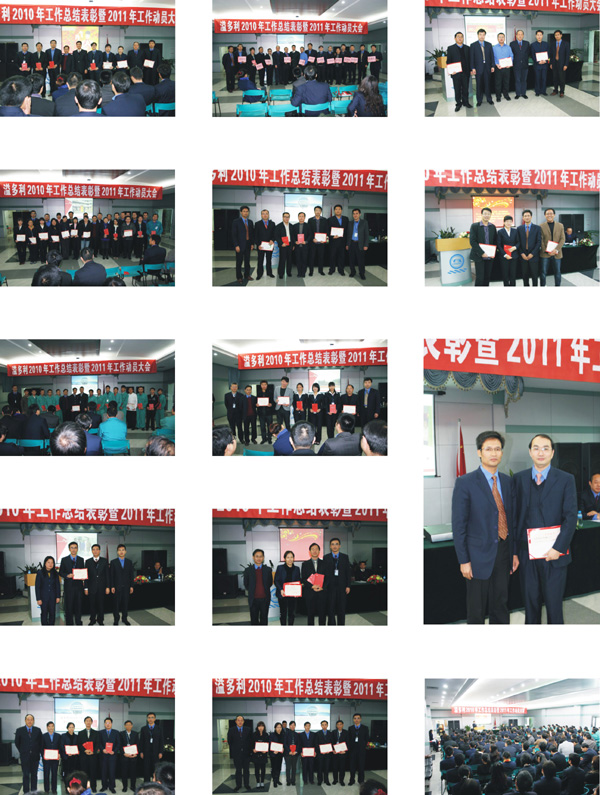 利2010年工作总结表彰暨2011年工作动员大会
溢多利2010年工作总结表彰暨2011年工作动员大会
年工作总结表彰暨2011年工作动员大会
溢多利2010年工作总结表彰暨2011年工作动员大会
2010年工作总结表彰暨2011年工
2010年工作总结表彰暨2011年工作动员
溢多利2010年工作总结表彰暨2011年工作动员大会
溢多利2010年工作总结表彰暨2011年工作
表彰暨2011年工
10年工作总结表彰暨2011年工
2010年工作总结表彰暨2011年工作
010年工作总结表彰暨2011年工作
溢多利2010年工作总结表彰暨2011年工
溢多利2010年工作总结表彰暨2011年工作动员大会